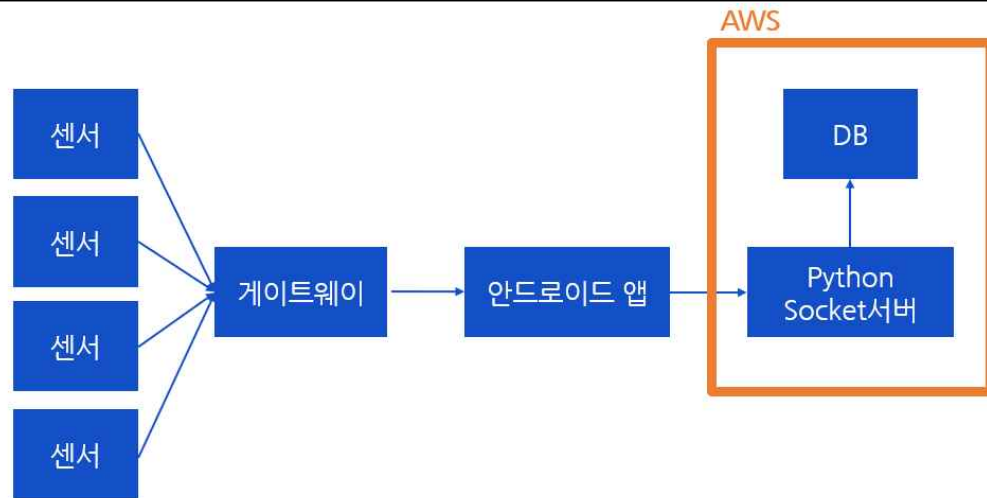 AWS
센서
센서
센서
센서
게이트웨이
안드로이드 앱
DB
Python
Socket서버